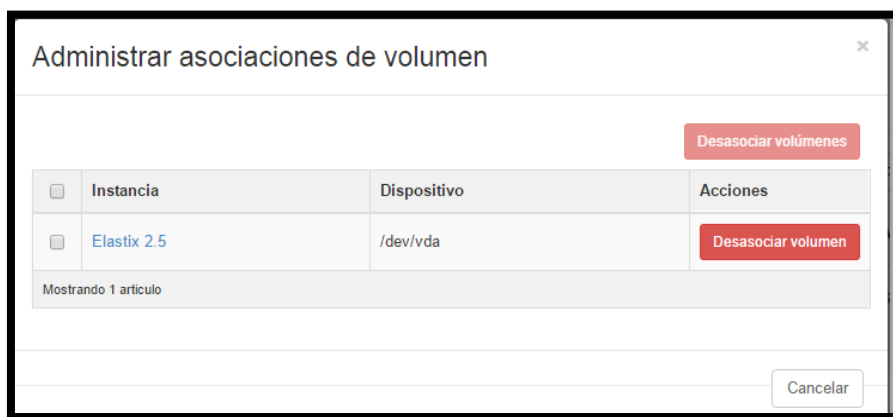 Administrar asociaciones de volumen
×
Desasociar volúmenes
Instancia Dispositivo Acciones
Elastix 2.5 /dev/vda Desasociar volumen
Mostrando 1 articulo
Cancelar